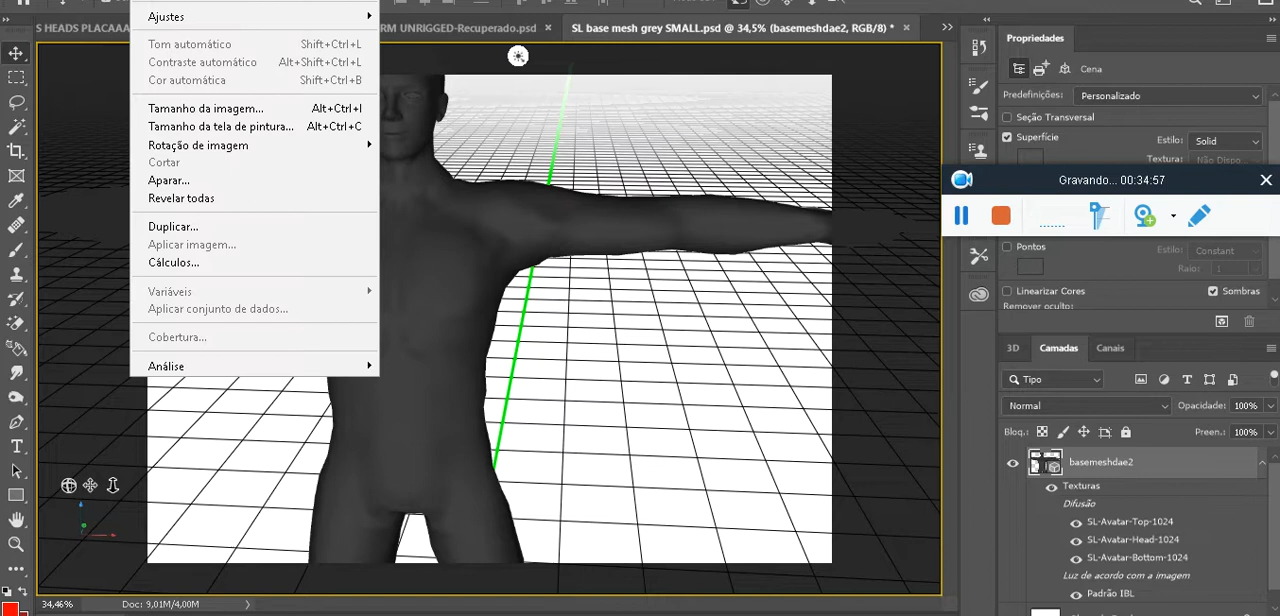 S HEADS PLACAAA
RM UNRIGGED-Recuperado.psd ×
SL base mesh grey SMALL.psd @ 34,5% (basemeshdae2, RGB/8) * ×
Ajustes
Tom automático Shift+Ctrl+L
Contraste automático Alt+Shift+Ctrl+L
Cor automática Shift+Ctrl+B
Tamanho da imagem... Alt+Ctrl+I
Tamanho da tela de pintura... Alt+Ctrl+C
Rotação de imagem
Cortar
Aparar...
Revelar todas
Duplicar...
Aplicar imagem...
Cálculos...
Variáveis
Aplicar conjunto de dados...
Cobertura...
Análise
34,46% Doc: 9,01M/4,00M
Propriedades
Cena
Predefinições: Personalizado
Seção Transversal
Superfície Estilo: Solid
Textura: Não Dispo
Gravando... 00:34:57
Pontos Estilo: Constant
Raio: 1
Linearizar Cores Sombras
Remover oculto:
3D Camadas Canais
Tipo
Normal Opacidade: 100%
Bloq.: Preen.: 100%
basemeshdae2
Texturas
Difusão
SL-Avatar-Top-1024
SL-Avatar-Head-1024
SL-Avatar-Bottom-1024
Luz de acordo com a imagem
Padrão IBL